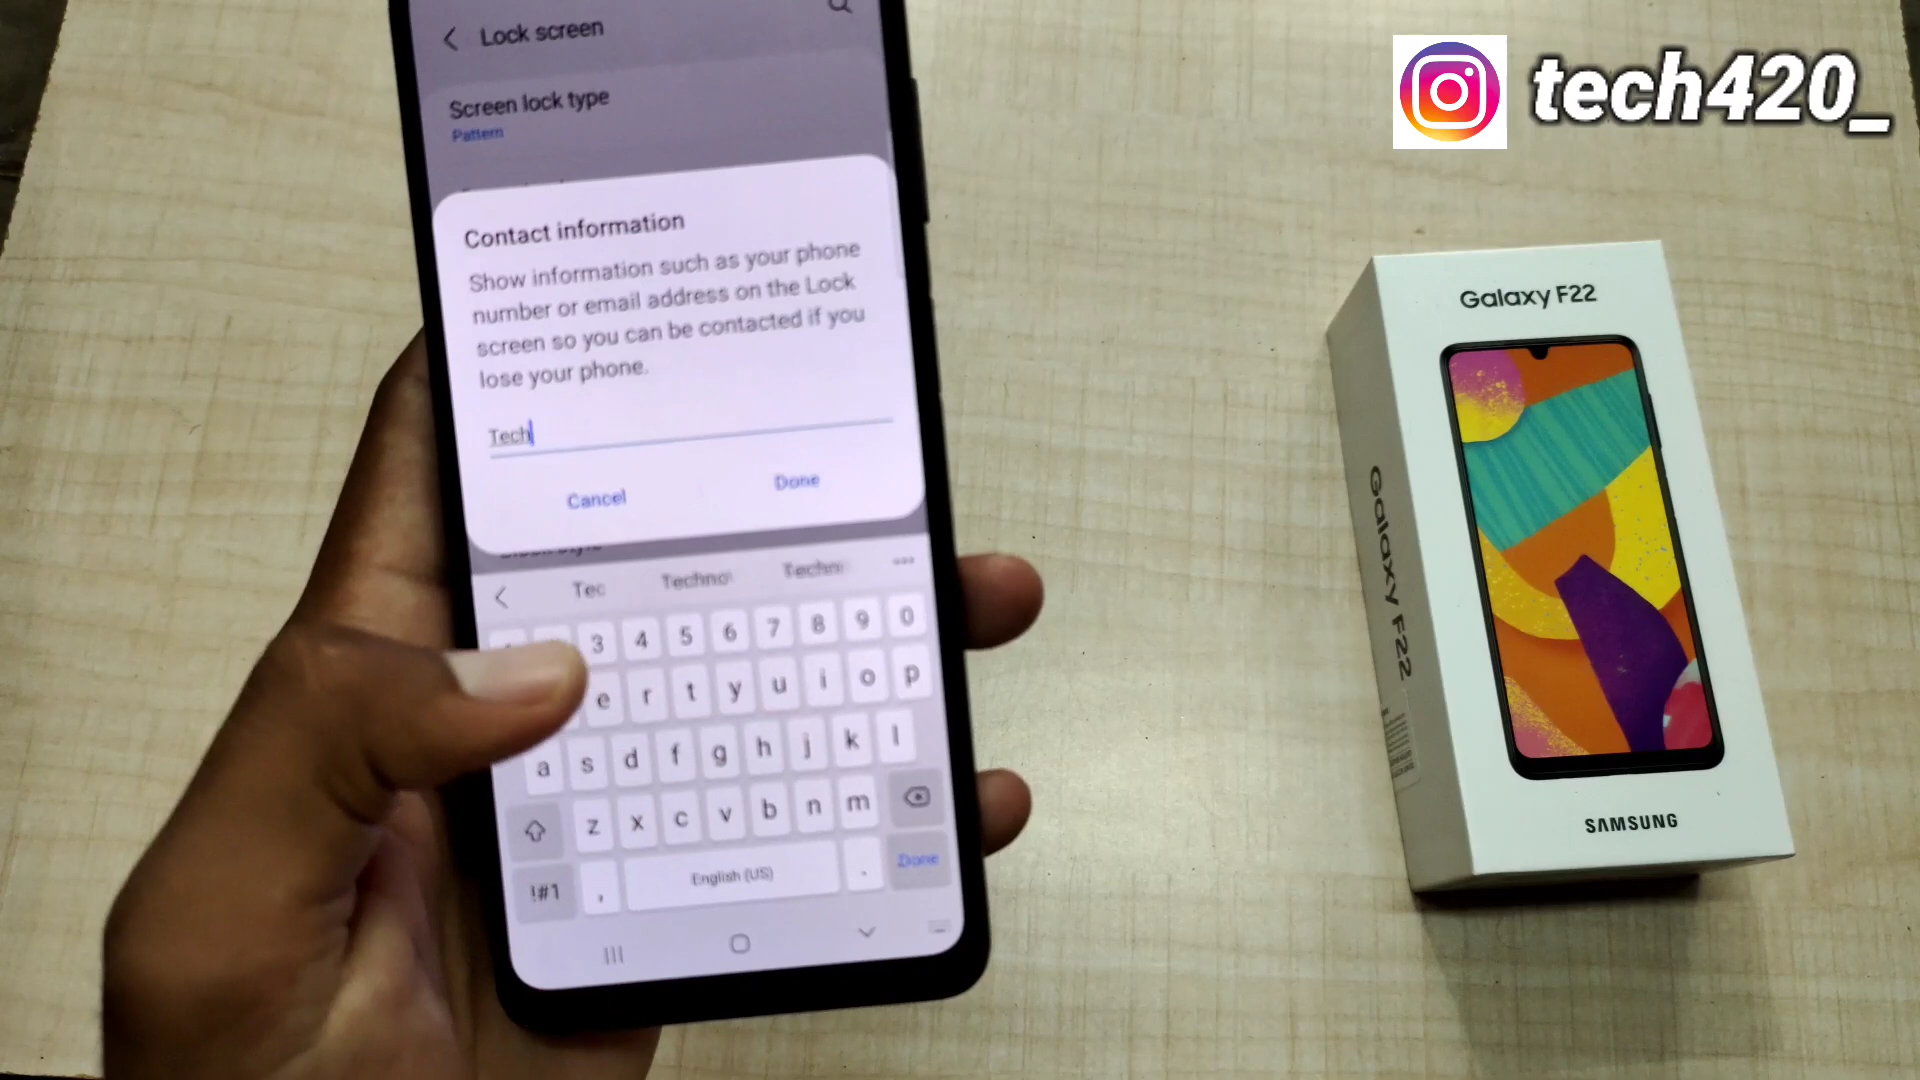 Lock screen
Screen lock type
Pattern
Contact information
Show information such as your phone
number or email address on the Lock
screen so you can be contacted if you
lose your phone.
Tech
Cancel
Done
Tec
3 4 5 6 7 8 9 0
e r t y u i o p
a s d f g h j k l
z x c v b n m
!#1 , English (US) . Done
tech420_
Galaxy F22
Galaxy F22
SAMSUNG